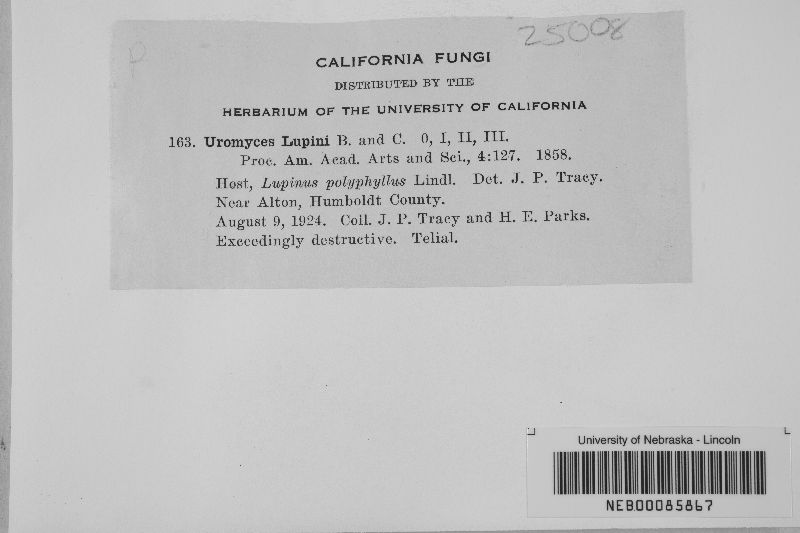 25008
P
CALIFORNIA FUNGI
DISTRIBUTED BY THE
HERBARIUM OF THE UNIVERSITY OF CALIFORNIA
163. Uromyces Lupini B. and C. 0, I, II, III.
Proc. Am. Acad. Arts and Sci., 4:127. 1858.
Host, Lupinus polyphyllus Lindl. Det. J. P. Tracy.
Near Alton, Humboldt County.
August 9, 1924. Coll. J. P. Tracy and H. E. Parks.
Exceedingly destructive. Telial.
University of Nebraska - Lincoln
NEB00085867